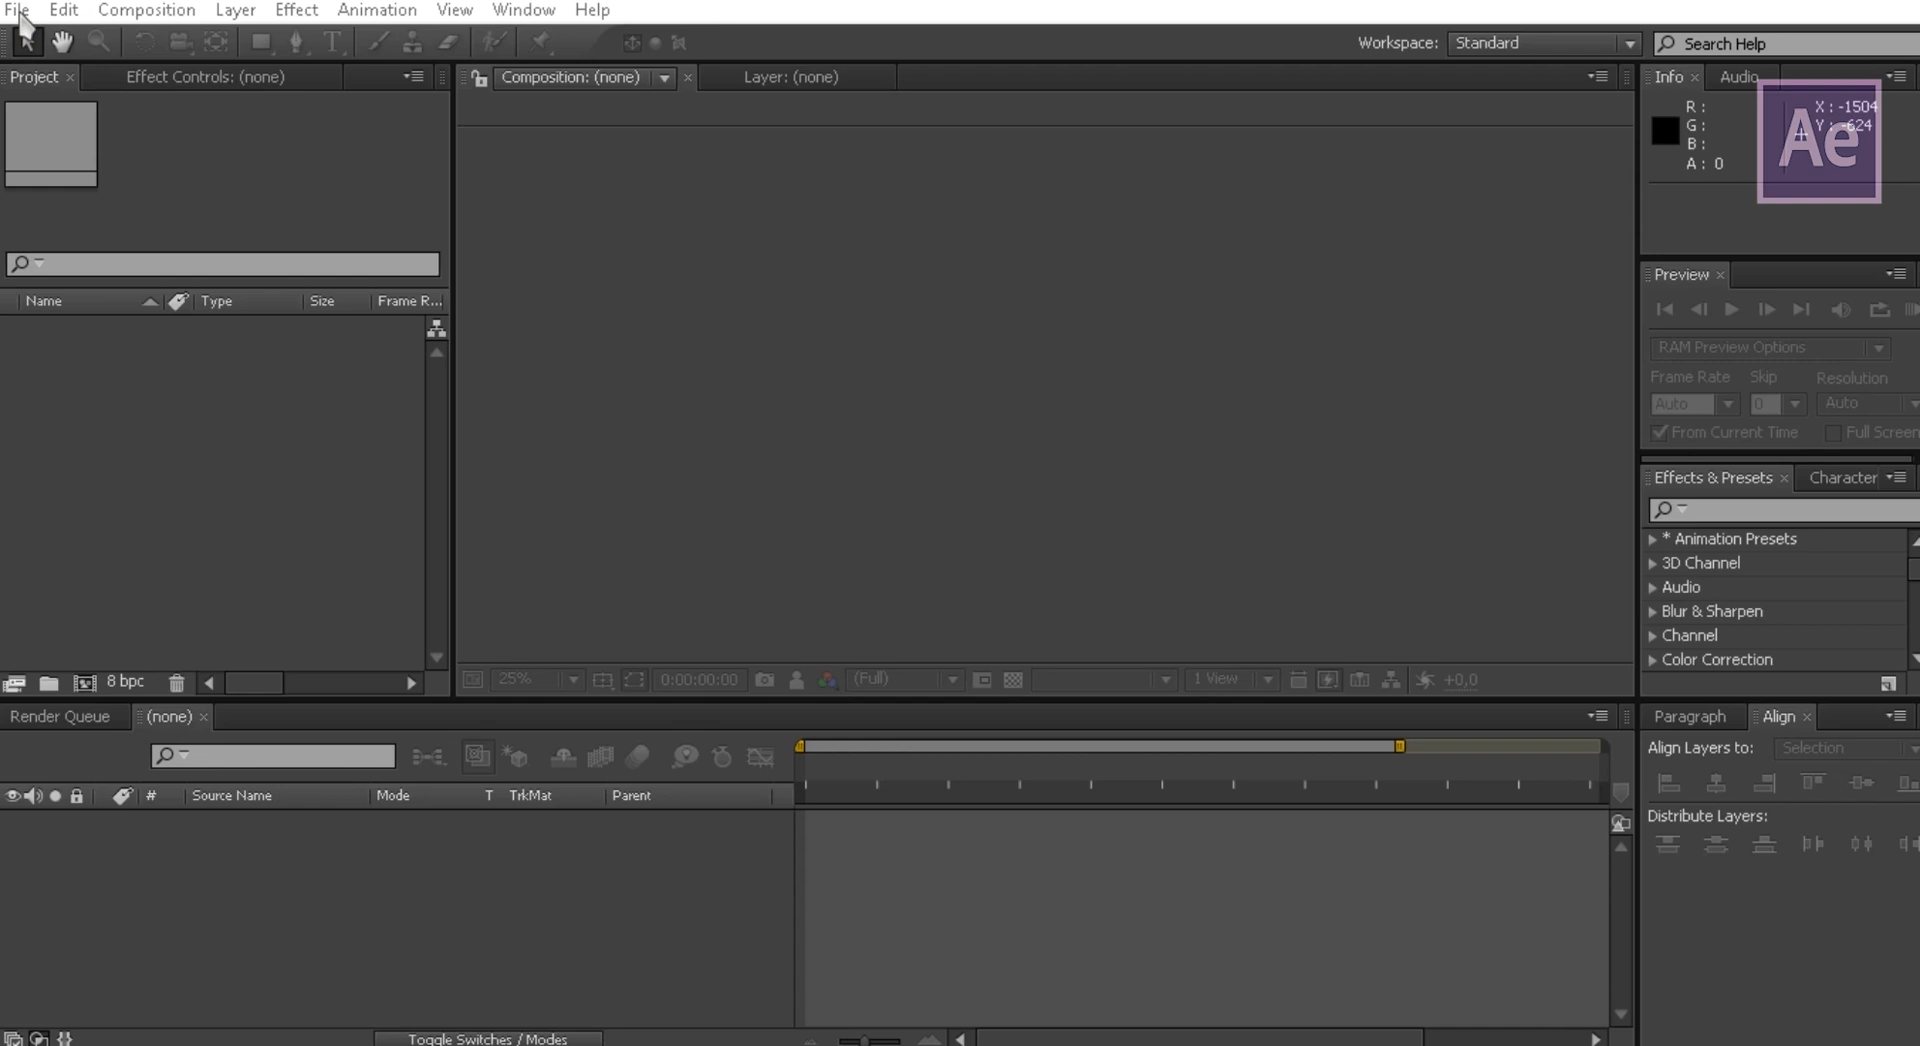 File Edit Composition Layer Effect Animation View Window Help
Workspace: Standard Search Help
Project Effect Controls: (none) Composition: (none) Layer: (none) Info Audio
R :
G :
B :
A : 0
X : -1504
Y : -624
Ae
Preview
Name Type Size Frame R...
RAM Preview Options
Frame Rate Skip Resolution
Auto 0 Auto
From Current Time Full Screen
Effects & Presets Character
* Animation Presets
3D Channel
Audio
Blur & Sharpen
Channel
Color Correction
8 bpc 25% 0:00:00:00 (Full) 1 View +0,0
Render Queue (none) Paragraph Align
Align Layers to: Selection
# Source Name Mode T TrkMat Parent
Distribute Layers:
Toggle Switches / Modes